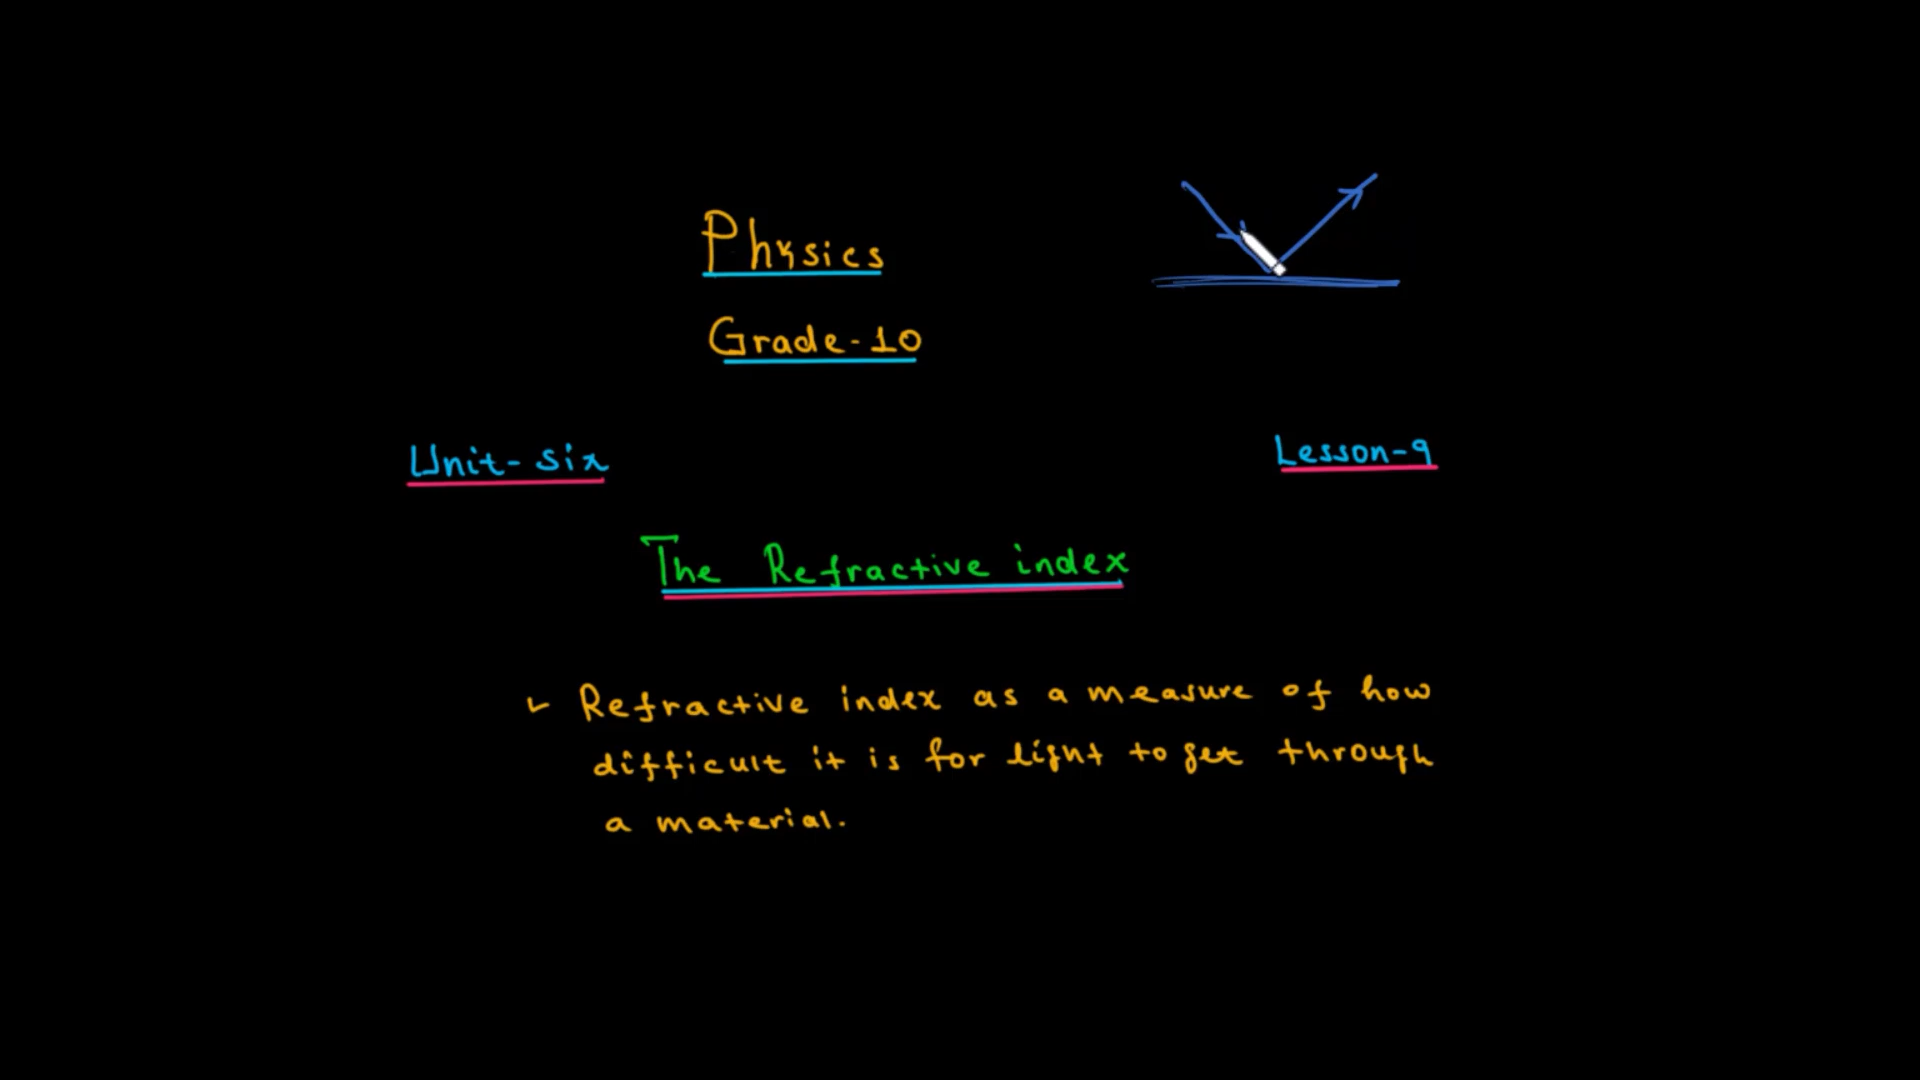 Physics
Grade-10
Unit-six
Lesson-9
The Refractive index
Refractive index as a measure of how
difficult it is for light to get through
a material.